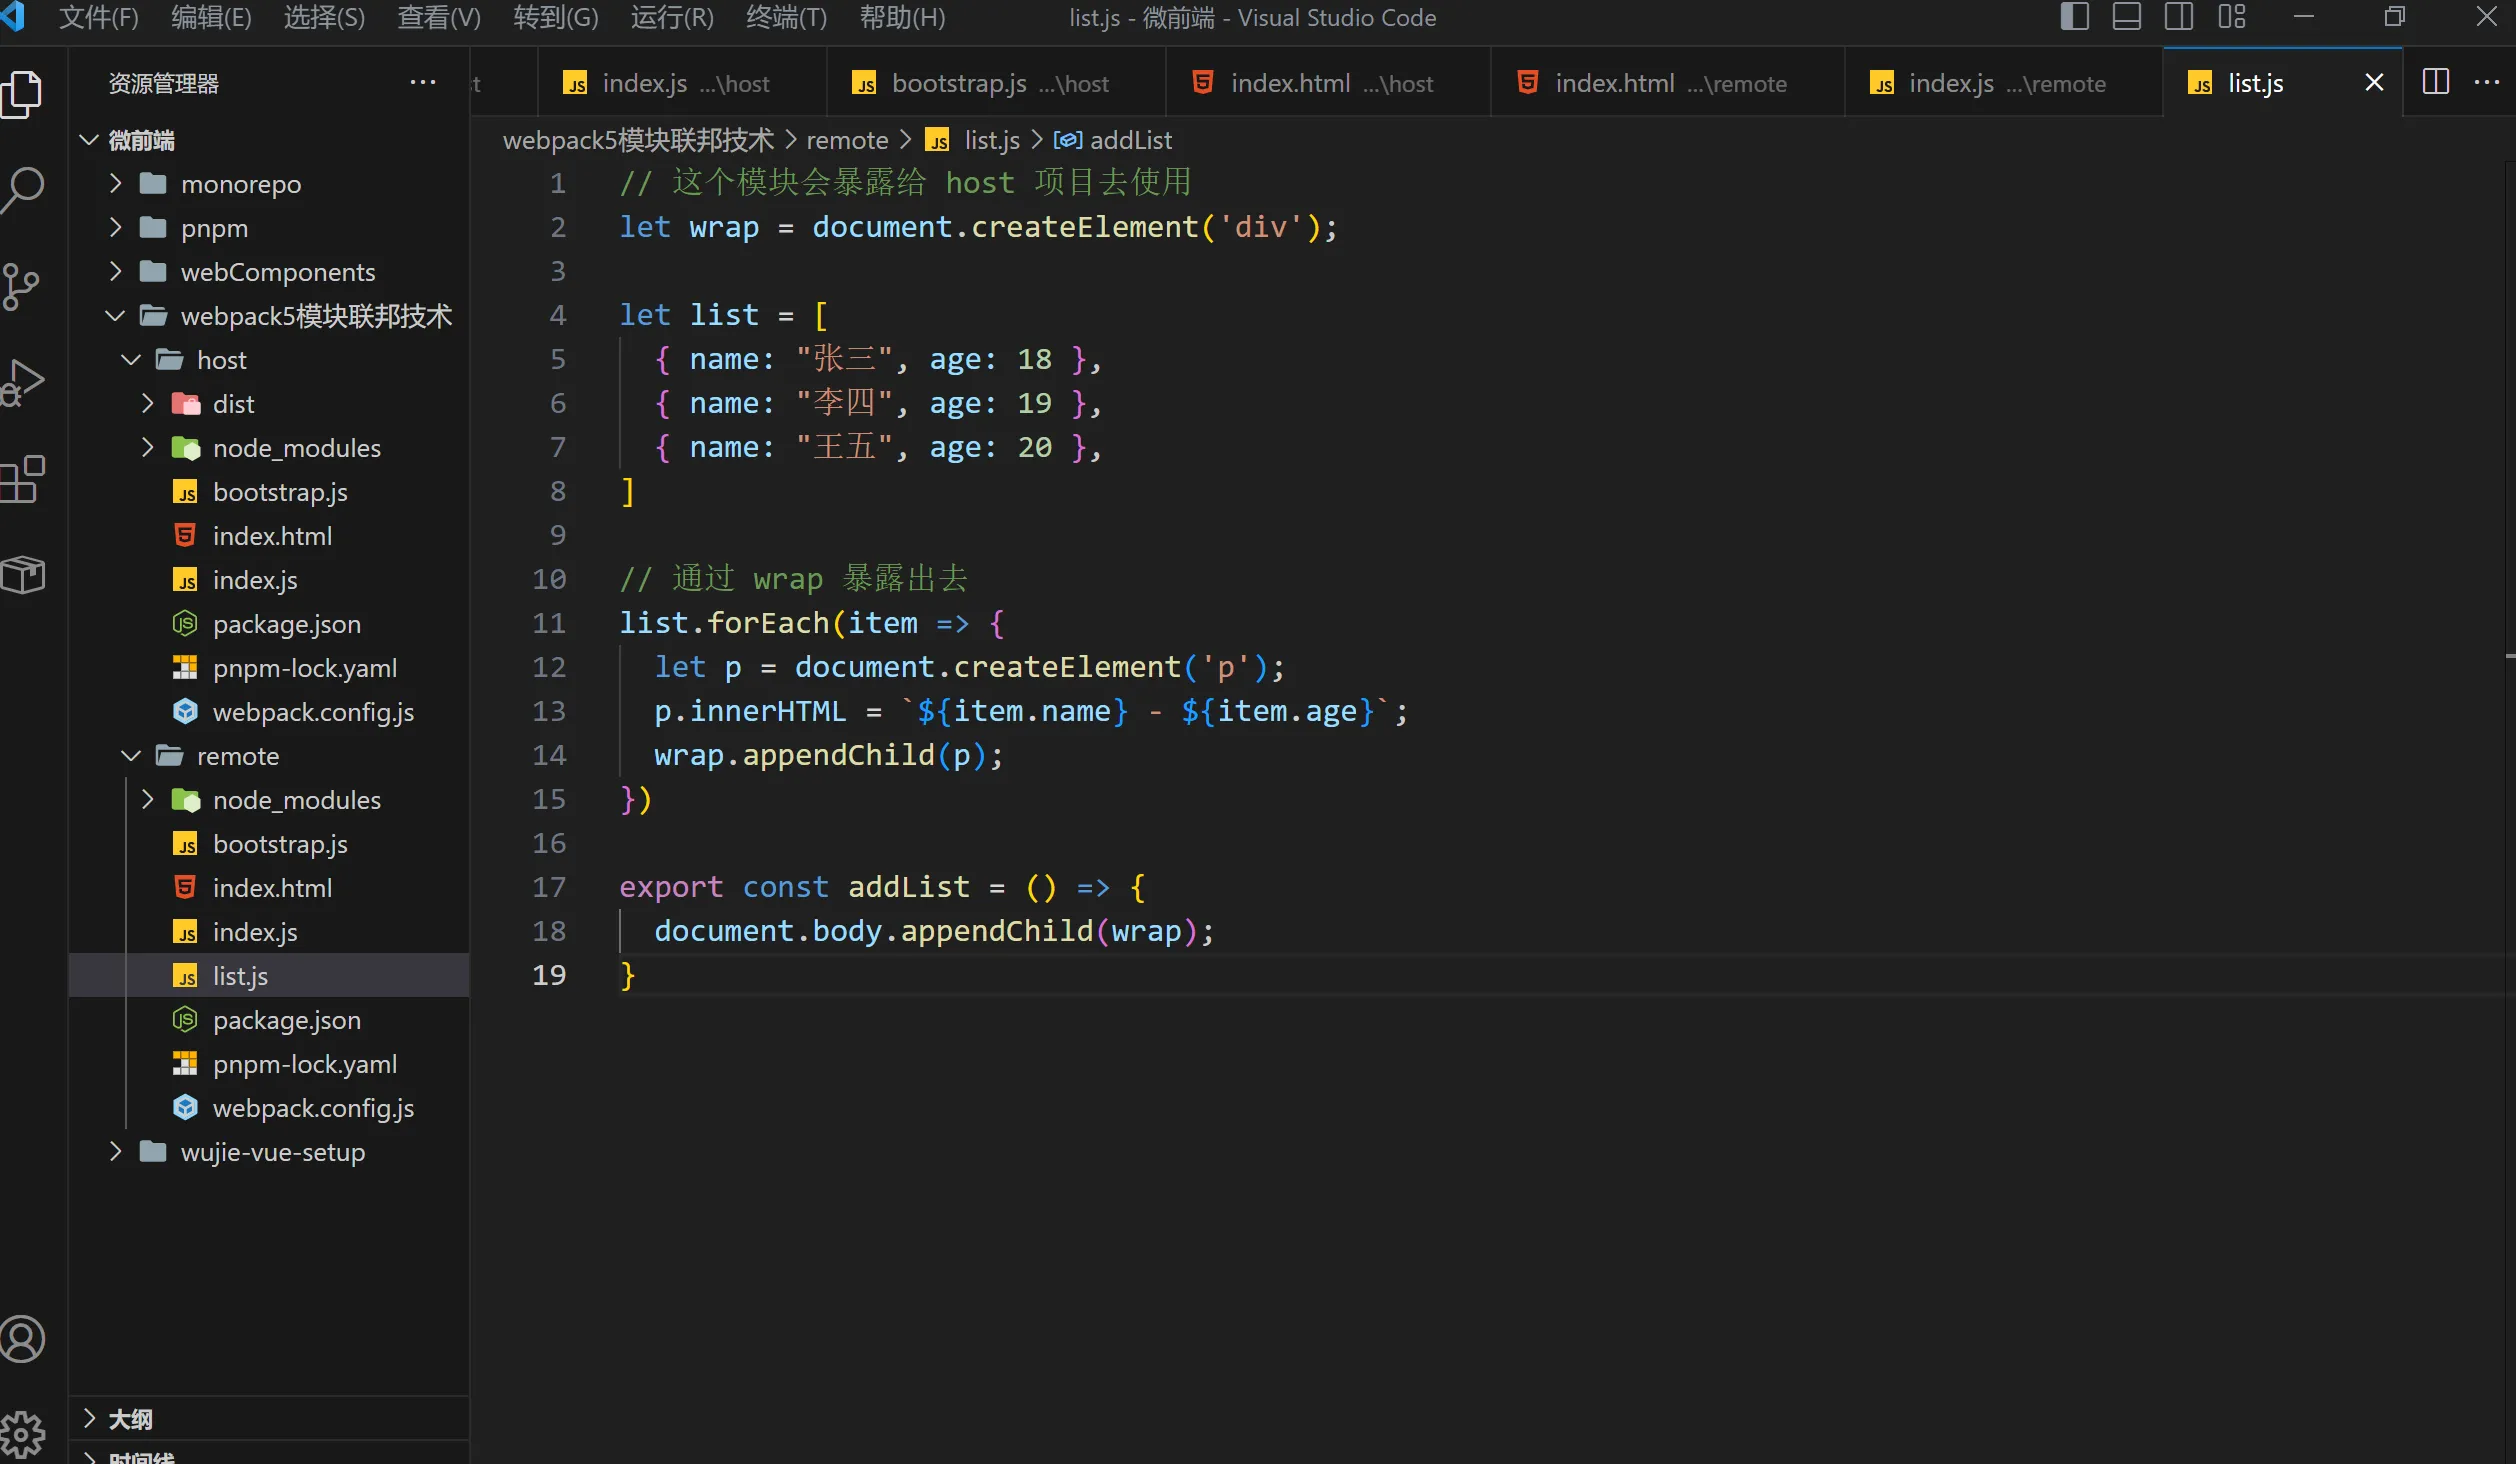 文件(F) 编辑(E) 选择(S) 查看(V) 转到(G) 运行(R) 终端(T) 帮助(H) list.js - 微前端 - Visual Studio Code
资源管理器
index.js ...\host bootstrap.js ...\host index.html ...\host index.html ...\remote index.js ...\remote list.js
微前端
monorepo
pnpm
webComponents
webpack5模块联邦技术
host
dist
node_modules
bootstrap.js
index.html
index.js
package.json
pnpm-lock.yaml
webpack.config.js
remote
node_modules
bootstrap.js
index.html
index.js
list.js
package.json
pnpm-lock.yaml
webpack.config.js
wujie-vue-setup
大纲
时间线
webpack5模块联邦技术 > remote > JS list.js > addList
1 // 这个模块会暴露给 host 项目去使用
2 let wrap = document.createElement('div');
3
4 let list = [
5 { name: "张三", age: 18 },
6 { name: "李四", age: 19 },
7 { name: "王五", age: 20 },
8 ]
9
10 // 通过 wrap 暴露出去
11 list.forEach(item => {
12 let p = document.createElement('p');
13 p.innerHTML = `${item.name} - ${item.age}`;
14 wrap.appendChild(p);
15 })
16
17 export const addList = () => {
18 document.body.appendChild(wrap);
19 }